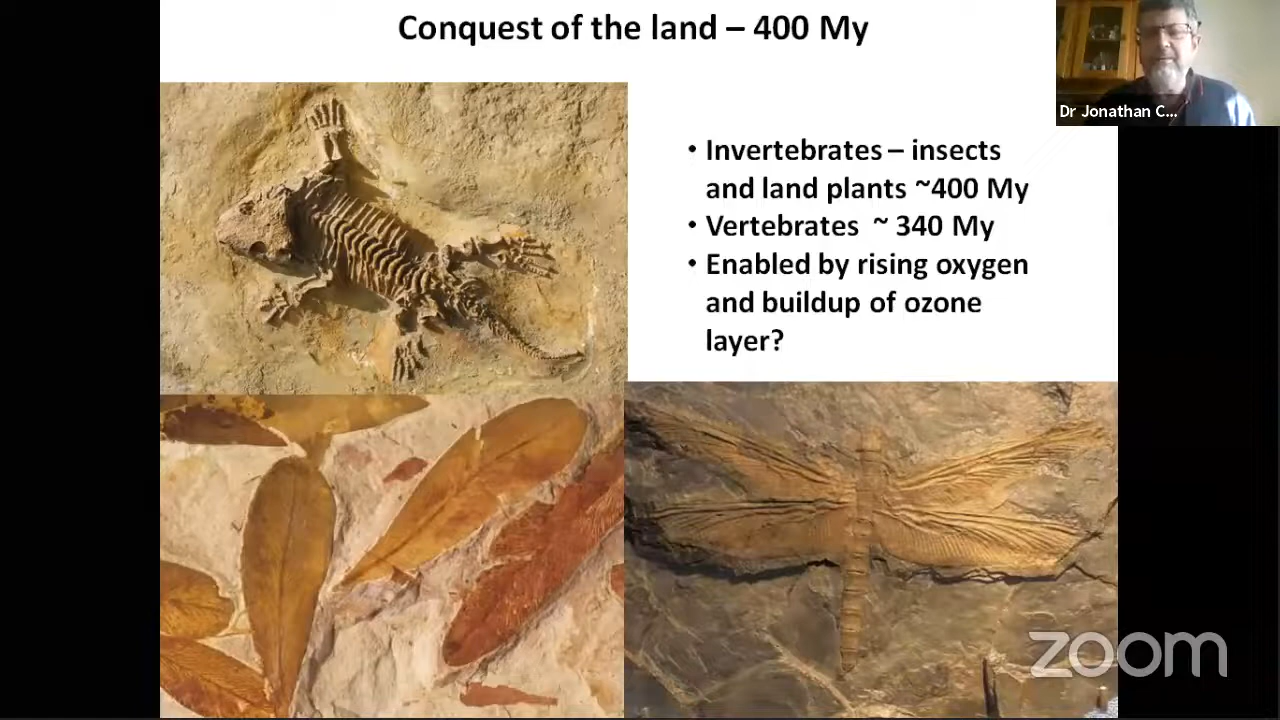 Conquest of the land – 400 My
Dr Jonathan C...
• Invertebrates – insects
and land plants ~400 My
• Vertebrates ~ 340 My
• Enabled by rising oxygen
and buildup of ozone
layer?
zoom